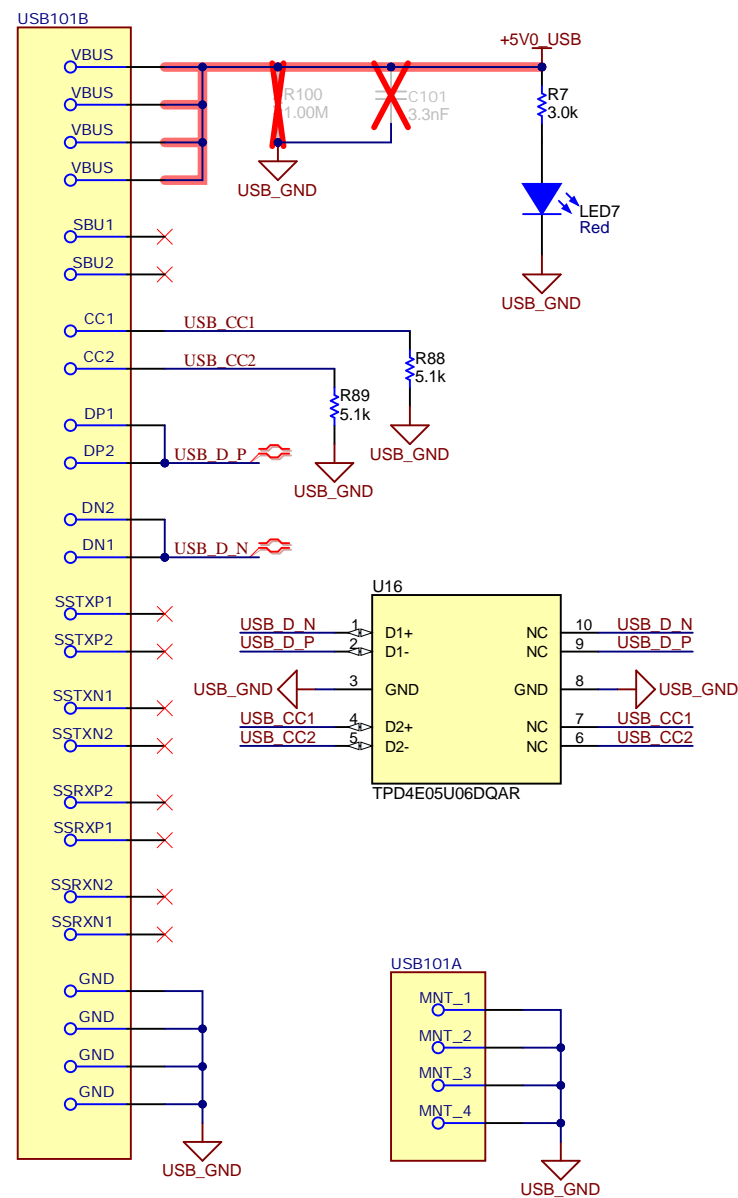 USB101B
VBUS
VBUS
VBUS
VBUS
+5V0_USB
R100
1.00M
C101
3.3nF
USB_GND
R7
3.0k
LED7
Red
USB_GND
SBU1
SBU2
CC1
USB_CC1
CC2
USB_CC2
R88
5.1k
USB_GND
R89
5.1k
USB_GND
DP1
DP2
USB_D_P
DN2
DN1
USB_D_N
SSTXP1
SSTXP2
SSTXN1
SSTXN2
SSRXP2
SSRXP1
SSRXN2
SSRXN1
GND
GND
GND
GND
USB_GND
U16
USB_D_N 1 D1+ NC 10 USB_D_N
USB_D_P 2 D1- NC 9 USB_D_P
USB_GND 3 GND GND 8 USB_GND
USB_CC1 4 D2+ NC 7 USB_CC1
USB_CC2 5 D2- NC 6 USB_CC2
TPD4E05U06DQAR
USB101A
MNT_1
MNT_2
MNT_3
MNT_4
USB_GND